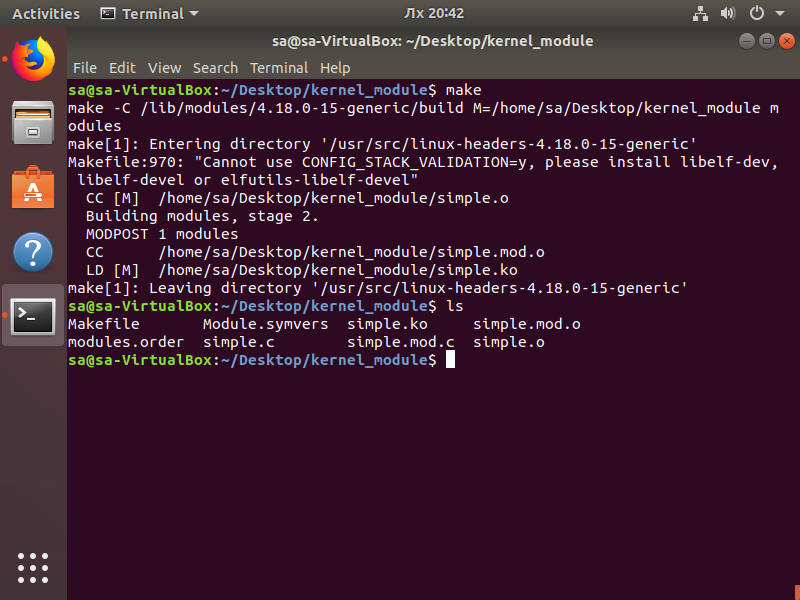 Activities Terminal Лх 20:42
sa@sa-VirtualBox: ~/Desktop/kernel_module
File Edit View Search Terminal Help
sa@sa-VirtualBox:~/Desktop/kernel_module$ make
make -C /lib/modules/4.18.0-15-generic/build M=/home/sa/Desktop/kernel_module m
odules
make[1]: Entering directory '/usr/src/linux-headers-4.18.0-15-generic'
Makefile:970: "Cannot use CONFIG_STACK_VALIDATION=y, please install libelf-dev,
 libelf-devel or elfutils-libelf-devel"
  CC [M]  /home/sa/Desktop/kernel_module/simple.o
  Building modules, stage 2.
  MODPOST 1 modules
  CC      /home/sa/Desktop/kernel_module/simple.mod.o
  LD [M]  /home/sa/Desktop/kernel_module/simple.ko
make[1]: Leaving directory '/usr/src/linux-headers-4.18.0-15-generic'
sa@sa-VirtualBox:~/Desktop/kernel_module$ ls
Makefile       Module.symvers  simple.ko     simple.mod.o
modules.order  simple.c        simple.mod.c  simple.o
sa@sa-VirtualBox:~/Desktop/kernel_module$